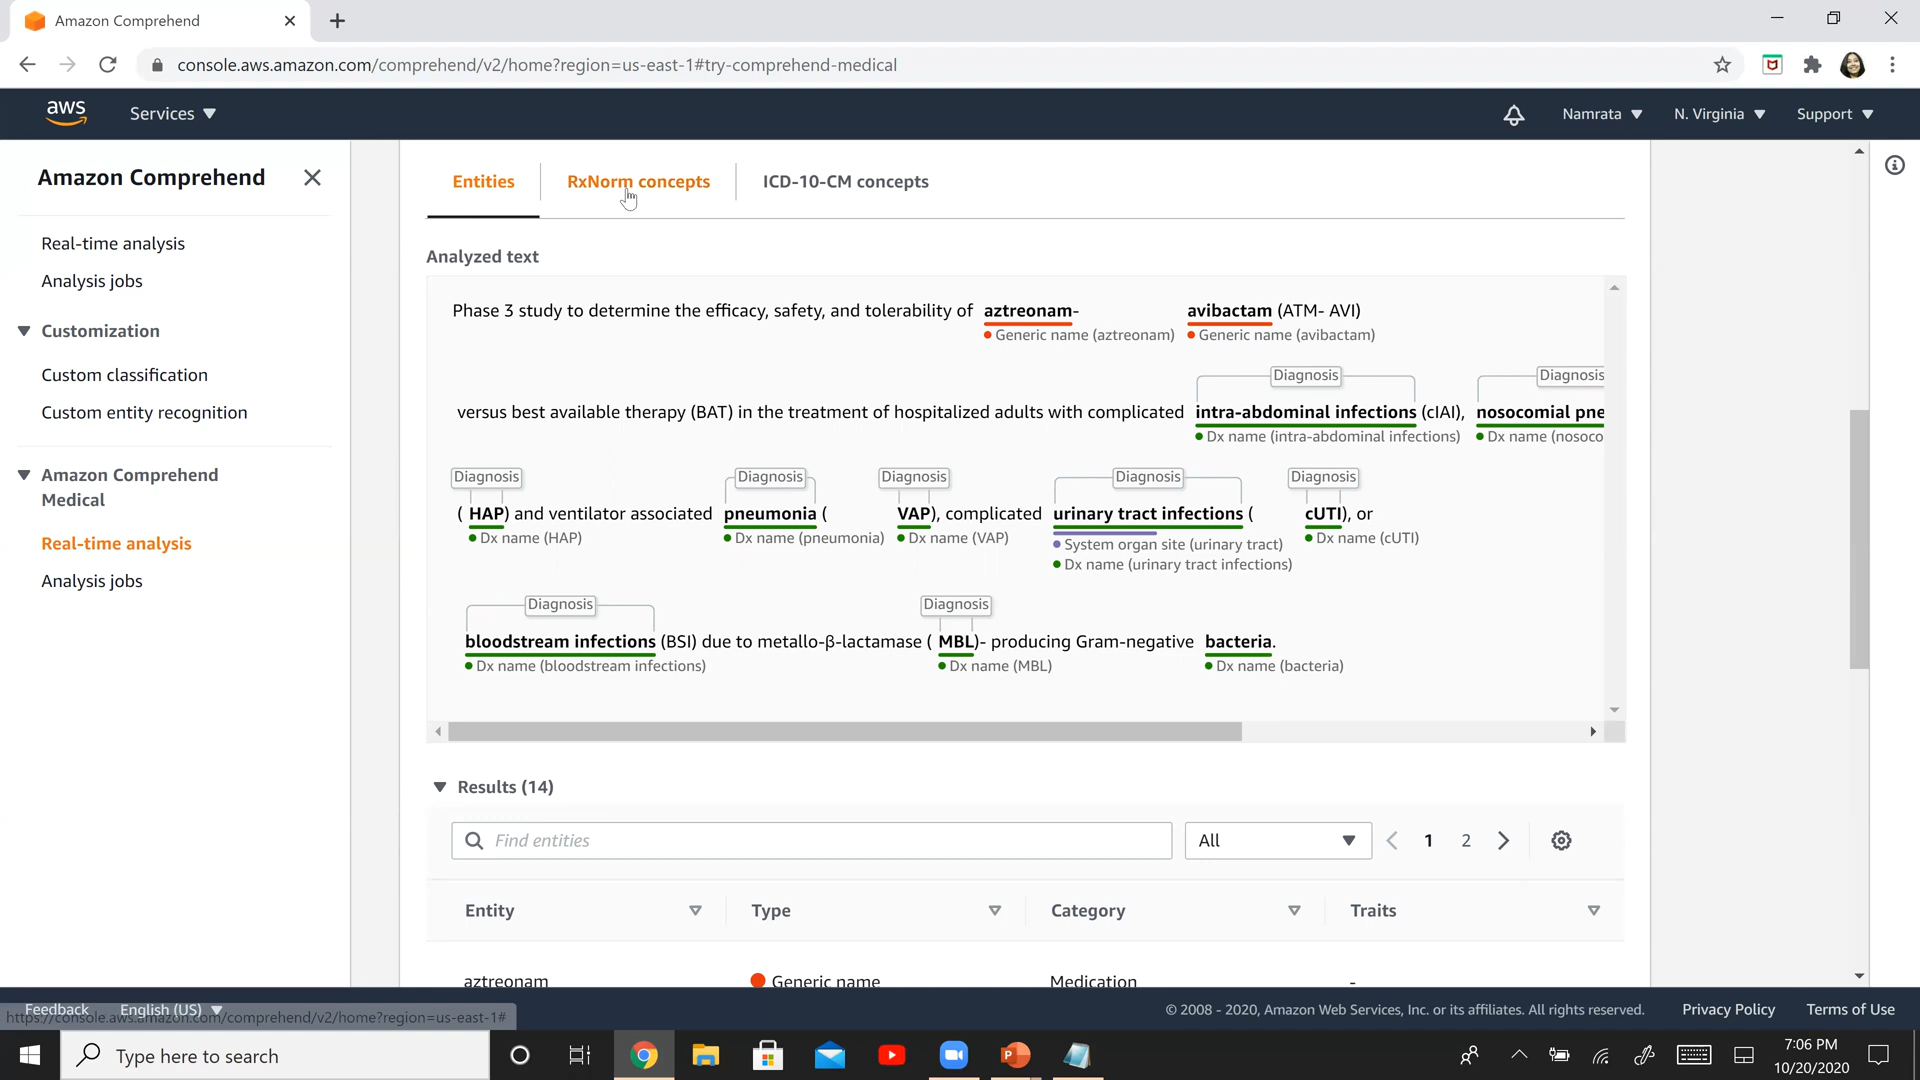 Amazon Comprehend
console.aws.amazon.com/comprehend/v2/home?region=us-east-1#try-comprehend-medical
aws
Services
Namrata
N. Virginia
Support
Amazon Comprehend
Real-time analysis
Analysis jobs
Customization
Custom classification
Custom entity recognition
Amazon Comprehend
Medical
Real-time analysis
Analysis jobs
Entities RxNorm concepts ICD-10-CM concepts
Analyzed text
Phase 3 study to determine the efficacy, safety, and tolerability of aztreonam- avibactam (ATM- AVI)
Generic name (aztreonam) Generic name (avibactam)
Diagnosis Diagnosis
versus best available therapy (BAT) in the treatment of hospitalized adults with complicated intra-abdominal infections (cIAI), nosocomial pne
Dx name (intra-abdominal infections) Dx name (nosoco
Diagnosis Diagnosis Diagnosis Diagnosis Diagnosis
( HAP) and ventilator associated pneumonia ( VAP), complicated urinary tract infections ( cUTI), or
Dx name (HAP) Dx name (pneumonia) Dx name (VAP) System organ site (urinary tract) Dx name (cUTI)
Dx name (urinary tract infections)
Diagnosis Diagnosis
bloodstream infections (BSI) due to metallo-β-lactamase ( MBL)- producing Gram-negative bacteria.
Dx name (bloodstream infections) Dx name (MBL) Dx name (bacteria)
Results (14)
Find entities
All
1 2
Entity Type Category Traits
aztreonam Generic name Medication -
Feedback English (US)
https://console.aws.amazon.com/comprehend/v2/home?region=us-east-1#
© 2008 - 2020, Amazon Web Services, Inc. or its affiliates. All rights reserved. Privacy Policy Terms of Use
Type here to search
7:06 PM
10/20/2020